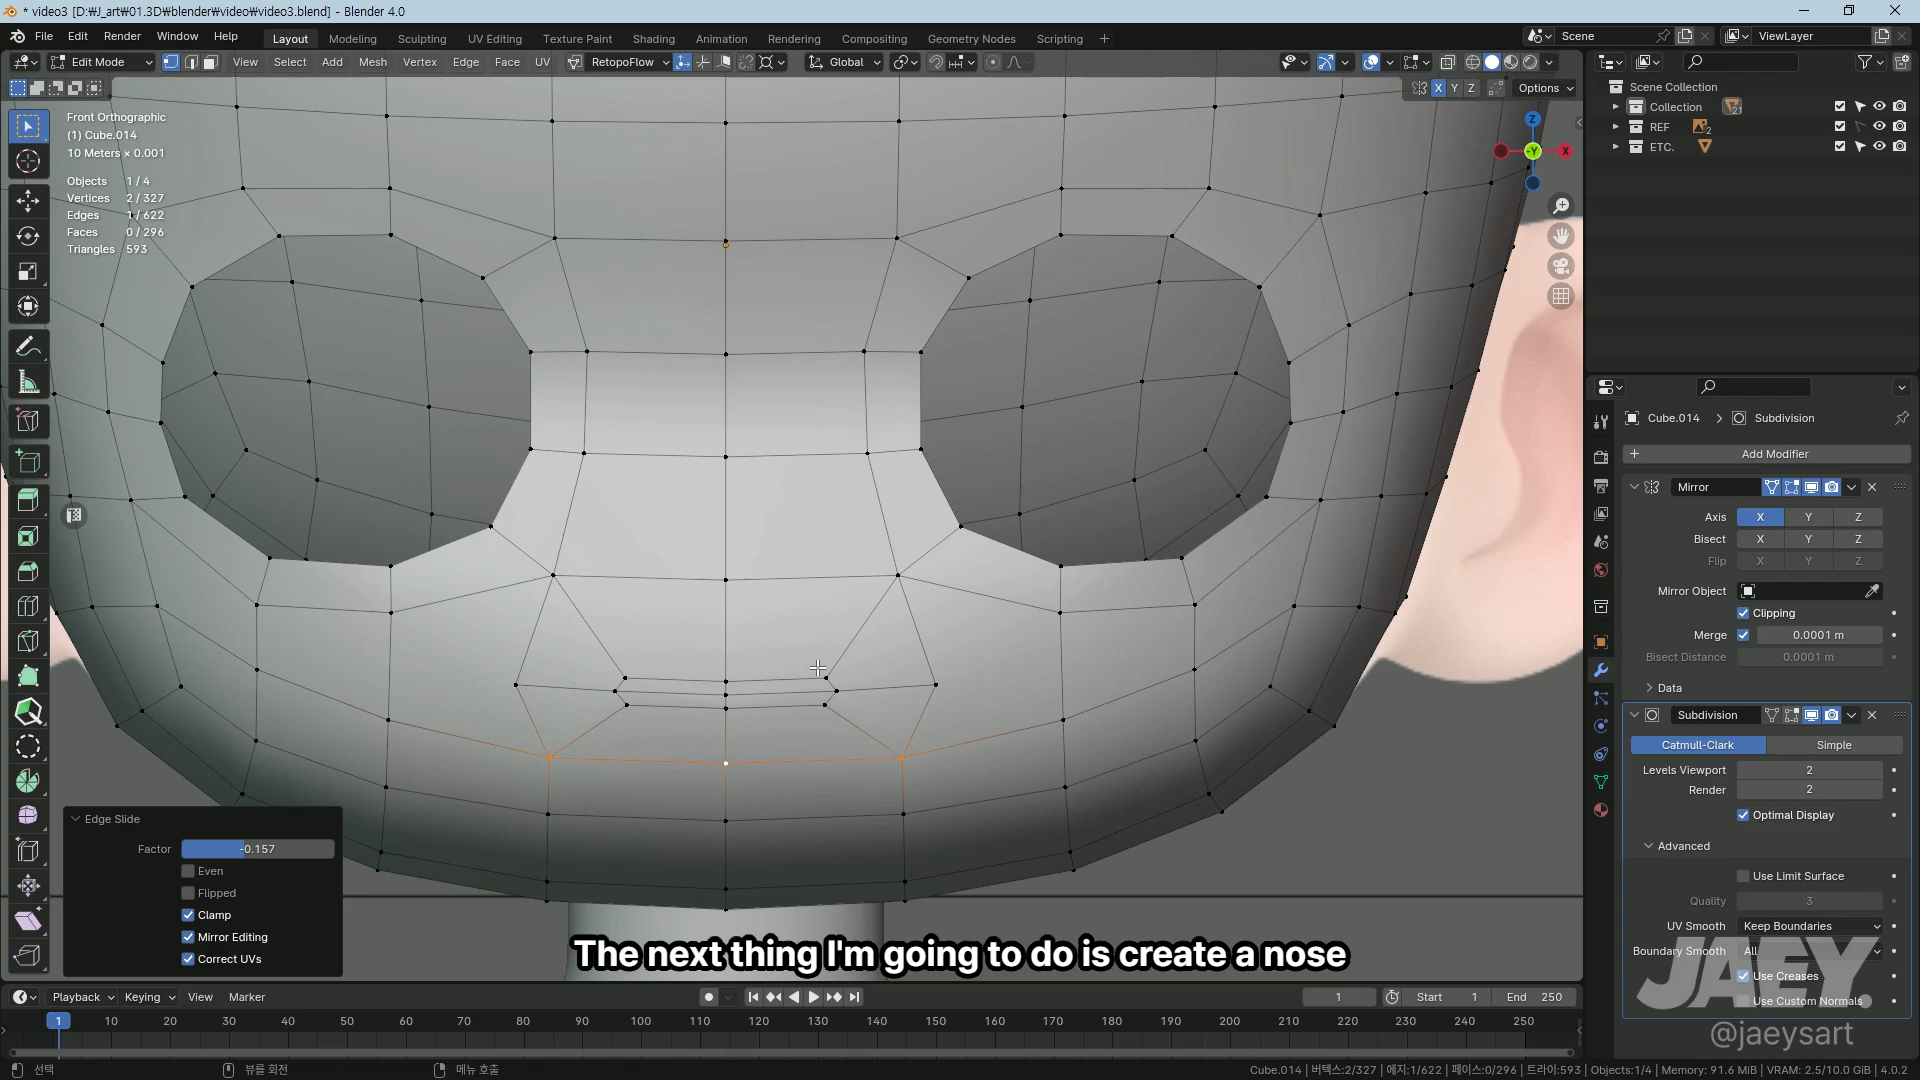 * video3 [D:\J_art\01.3D\blender\video\video3.blend] - Blender 4.0
File Edit Render Window Help
Layout Modeling Sculpting UV Editing Texture Paint Shading Animation Rendering Compositing Geometry Nodes Scripting +
Scene
ViewLayer
Edit Mode
View Select Add Mesh Vertex Edge Face UV
RetopoFlow
Global
X Y Z
Options
Front Orthographic
(1) Cube.014
10 Meters × 0.001
Objects 1 / 4
Vertices 2 / 327
Edges 1 / 622
Faces 0 / 296
Triangles 593
Z
-Y
X
Scene Collection
Collection 21
REF 2
ETC.
Cube.014 > Subdivision
+ Add Modifier
Mirror
Axis X Y Z
Bisect X Y Z
Flip X Y Z
Mirror Object
Clipping
Merge 0.0001 m
Bisect Distance 0.0001 m
Data
Subdivision
Catmull-Clark Simple
Levels Viewport 2
Render 2
Optimal Display
Advanced
Use Limit Surface
Quality 3
UV Smooth Keep Boundaries
Boundary Smooth All
Use Creases
Use Custom Normals
JAEY.
@jaeysart
Edge Slide
Factor -0.157
Even
Flipped
Clamp
Mirror Editing
Correct UVs
The next thing I'm going to do is create a nose
Playback Keying View Marker
1
Start 1
End 250
1 10 20 30 40 50 60 70 80 90 100 110 120 130 140 150 160 170 180 190 200 210 220 230 240 250
선택
뷰를 회전
메뉴 호출
Cube.014 | 버텍스:2/327 | 에지:1/622 | 페이스:0/296 | 트라이:593 | Objects:1/4 | Memory: 91.6 MiB | VRAM: 2.5/10.0 GiB | 4.0.2